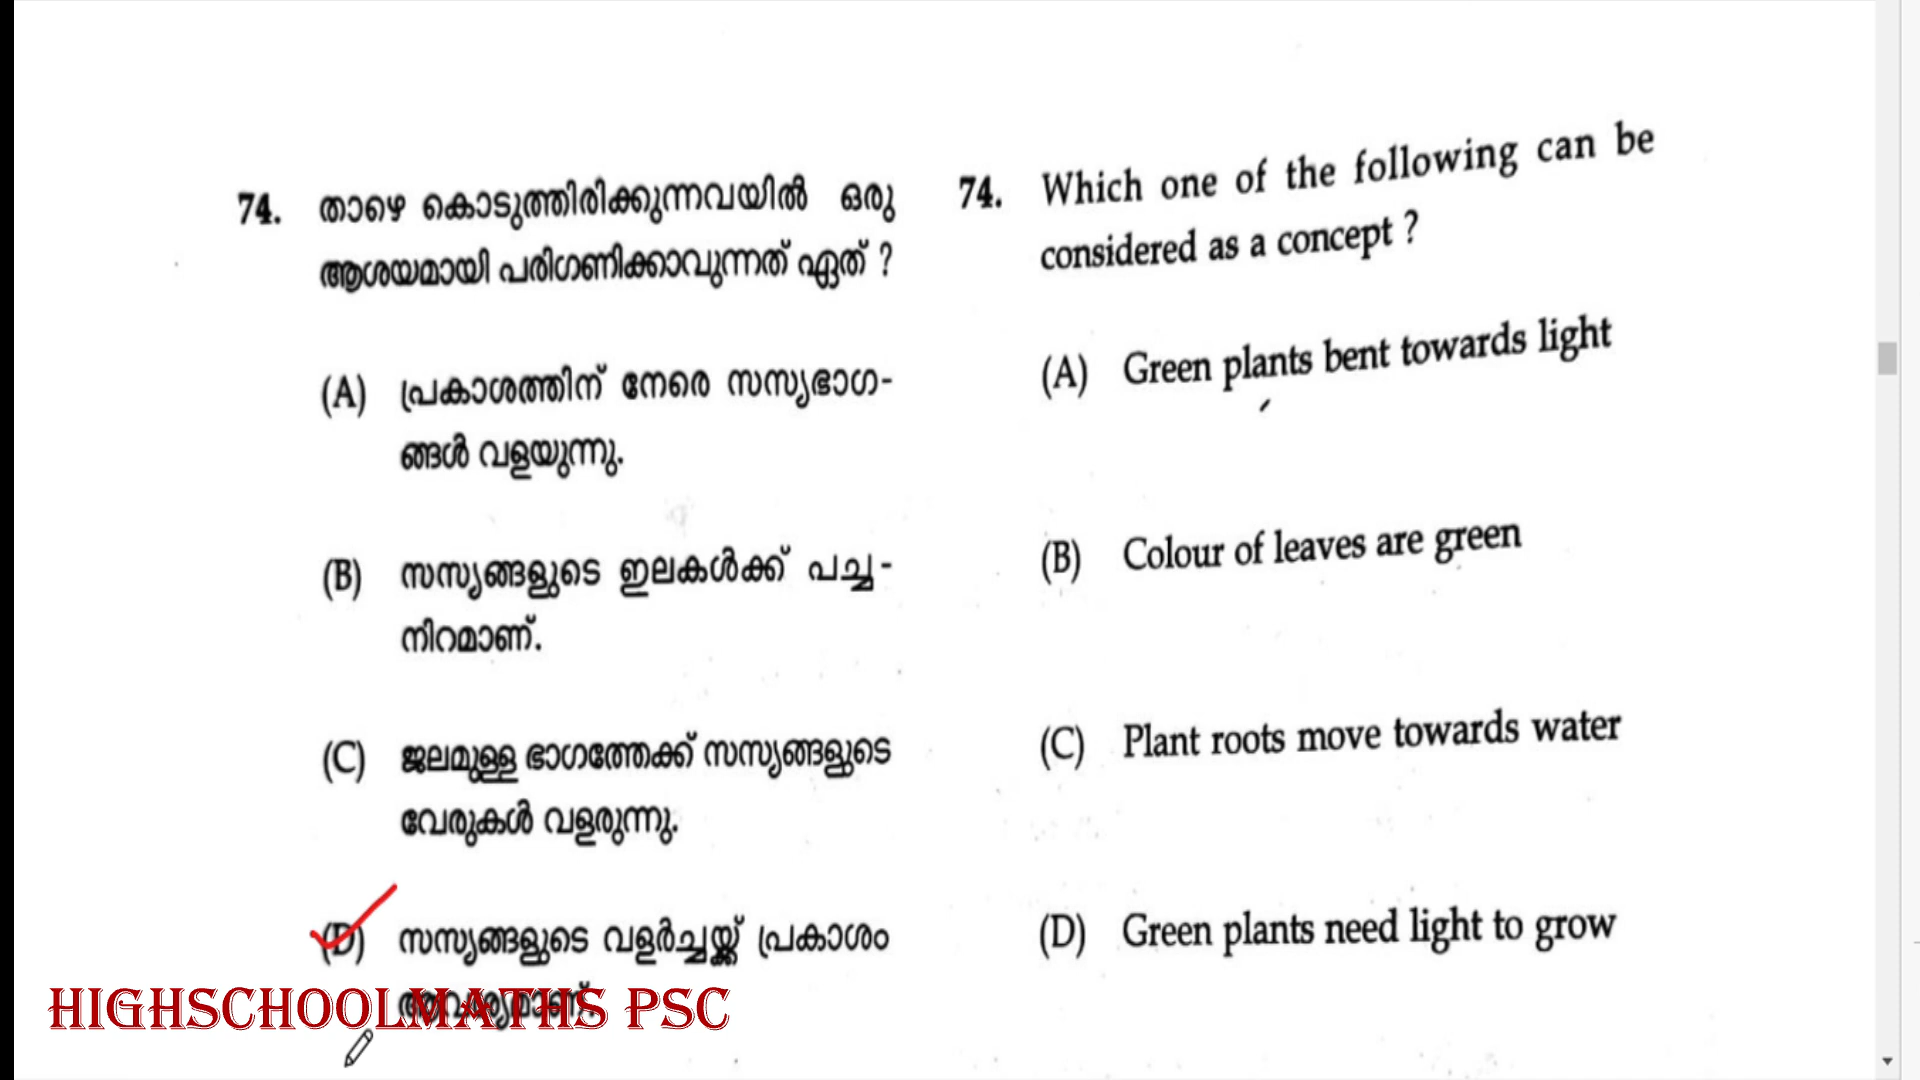 74. താഴെ കൊടുത്തിരിക്കുന്നവയിൽ ഒരു
ആശയമായി പരിഗണിക്കാവുന്നത് ഏത് ?
(A) പ്രകാശത്തിന് നേരെ സസ്യഭാഗ-
ങ്ങൾ വളയുന്നു.
(B) സസ്യങ്ങളുടെ ഇലകൾക്ക് പച്ച-
നിറമാണ്.
(C) ജലമുള്ള ഭാഗത്തേക്ക് സസ്യങ്ങളുടെ
വേരുകൾ വളരുന്നു.
(D) സസ്യങ്ങളുടെ വളർച്ചയ്ക്ക് പ്രകാശം
ആവശ്യമാണ്.
74. Which one of the following can be
considered as a concept ?
(A) Green plants bent towards light
(B) Colour of leaves are green
(C) Plant roots move towards water
(D) Green plants need light to grow
HIGHSCHOOLMATHS PSC